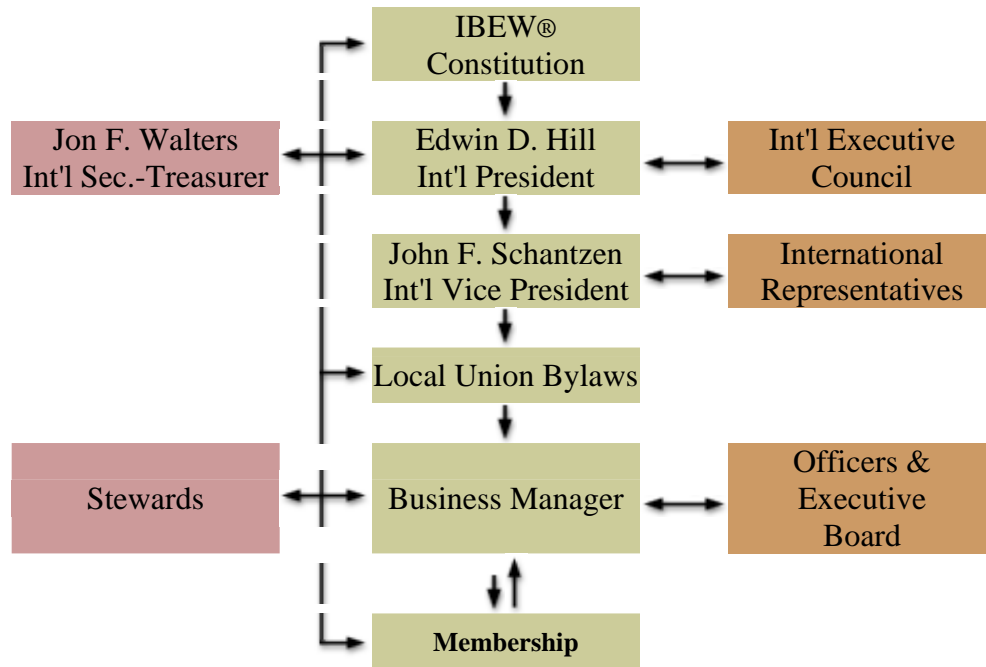 IBEW®
Constitution
Jon F. Walters
Int'l Sec.-Treasurer
Edwin D. Hill
Int'l President
Int'l Executive
Council
John F. Schantzen
Int'l Vice President
International
Representatives
Local Union Bylaws
Stewards
Business Manager
Officers &
Executive
Board
Membership